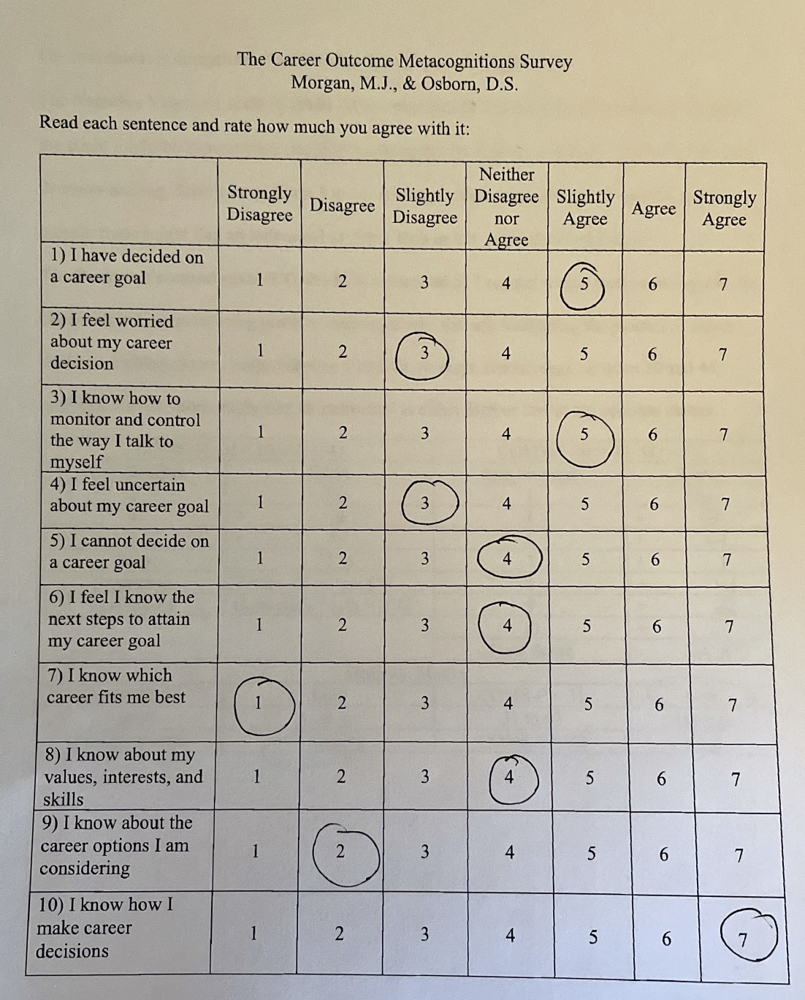 The Career Outcome Metacognitions Survey
Morgan, M.J., & Osborn, D.S.
Read each sentence and rate how much you agree with it:
Strongly Disagree Disagree Slightly Disagree Neither Disagree nor Agree Slightly Agree Agree Strongly Agree
1) I have decided on
a career goal 1 2 3 4 5 6 7
2) I feel worried
about my career
decision 1 2 3 4 5 6 7
3) I know how to
monitor and control
the way I talk to
myself 1 2 3 4 5 6 7
4) I feel uncertain
about my career goal 1 2 3 4 5 6 7
5) I cannot decide on
a career goal 1 2 3 4 5 6 7
6) I feel I know the
next steps to attain
my career goal 1 2 3 4 5 6 7
7) I know which
career fits me best 1 2 3 4 5 6 7
8) I know about my
values, interests, and
skills 1 2 3 4 5 6 7
9) I know about the
career options I am
considering 1 2 3 4 5 6 7
10) I know how I
make career
decisions 1 2 3 4 5 6 7